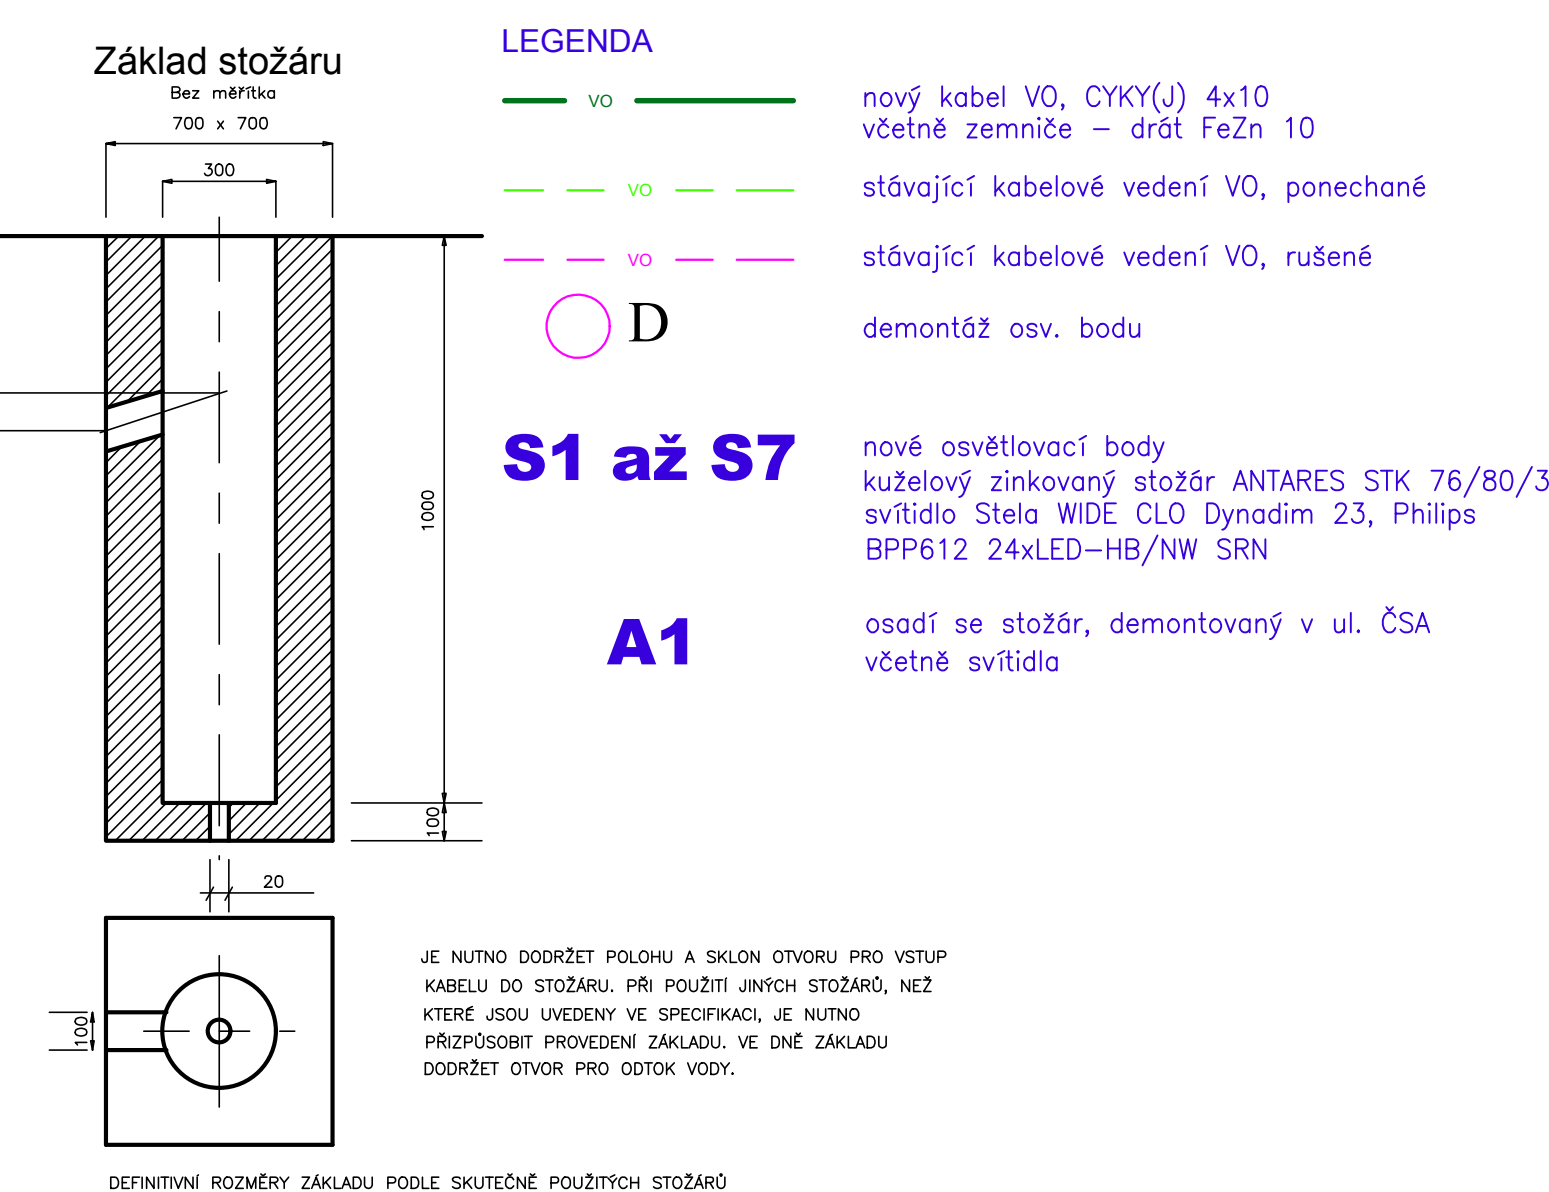 Základ stožáru
Bez měřítka
700 x 700
300
1000
100
20
100
LEGENDA
VO
nový kabel VO, CYKY(J) 4x10
včetně zemniče – drát FeZn 10
VO
stávající kabelové vedení VO, ponechané
VO
stávající kabelové vedení VO, rušené
D
demontáž osv. bodu
S1 až S7
nové osvětlovací body
kuželový zinkovaný stožár ANTARES STK 76/80/3
svítidlo Stela WIDE CLO Dynadim 23, Philips
BPP612 24xLED–HB/NW SRN
A1
osadí se stožár, demontovaný v ul. ČSA
včetně svítidla
JE NUTNO DODRŽET POLOHU A SKLON OTVORU PRO VSTUP
KABELU DO STOŽÁRU. PŘI POUŽITÍ JINÝCH STOŽÁRŮ, NEŽ
KTERÉ JSOU UVEDENY VE SPECIFIKACI, JE NUTNO
PŘIZPŮSOBIT PROVEDENÍ ZÁKLADU. VE DNĚ ZÁKLADU
DODRŽET OTVOR PRO ODTOK VODY.
DEFINITIVNÍ ROZMĚRY ZÁKLADU PODLE SKUTEČNĚ POUŽITÝCH STOŽÁRŮ